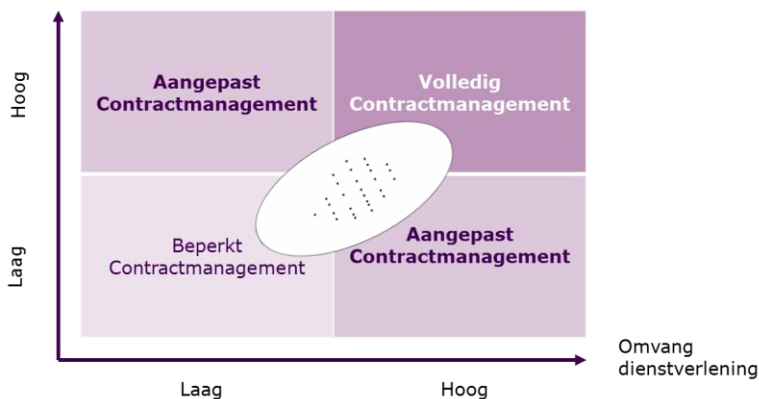 Hoog
Aangepast
Contractmanagement
Volledig
Contractmanagement
Laag
Beperkt
Contractmanagement
Aangepast
Contractmanagement
Laag
Hoog
Omvang
dienstverlening